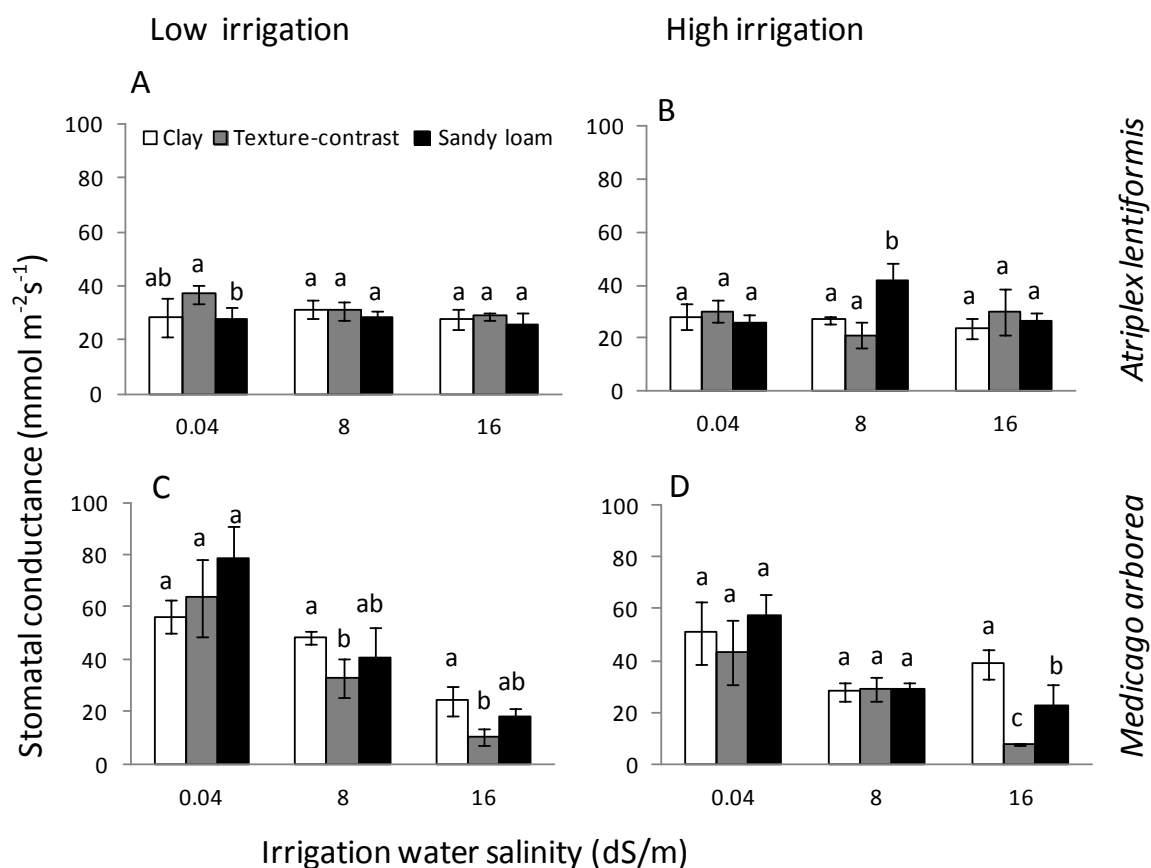 Low irrigation
High irrigation
A
100
80
60
40
20
0
Clay Texture-contrast Sandy loam
ab a b
a a a
a a a
0.04 8 16
B
100
80
60
40
20
0
a a a
a a b
a a a
0.04 8 16
Atriplex lentiformis
Stomatal conductance (mmol m⁻²s⁻¹)
C
100
80
60
40
20
0
a a a
a b ab
a b ab
0.04 8 16
D
100
80
60
40
20
0
a a a
a a a
a c b
0.04 8 16
Medicago arborea
Irrigation water salinity (dS/m)